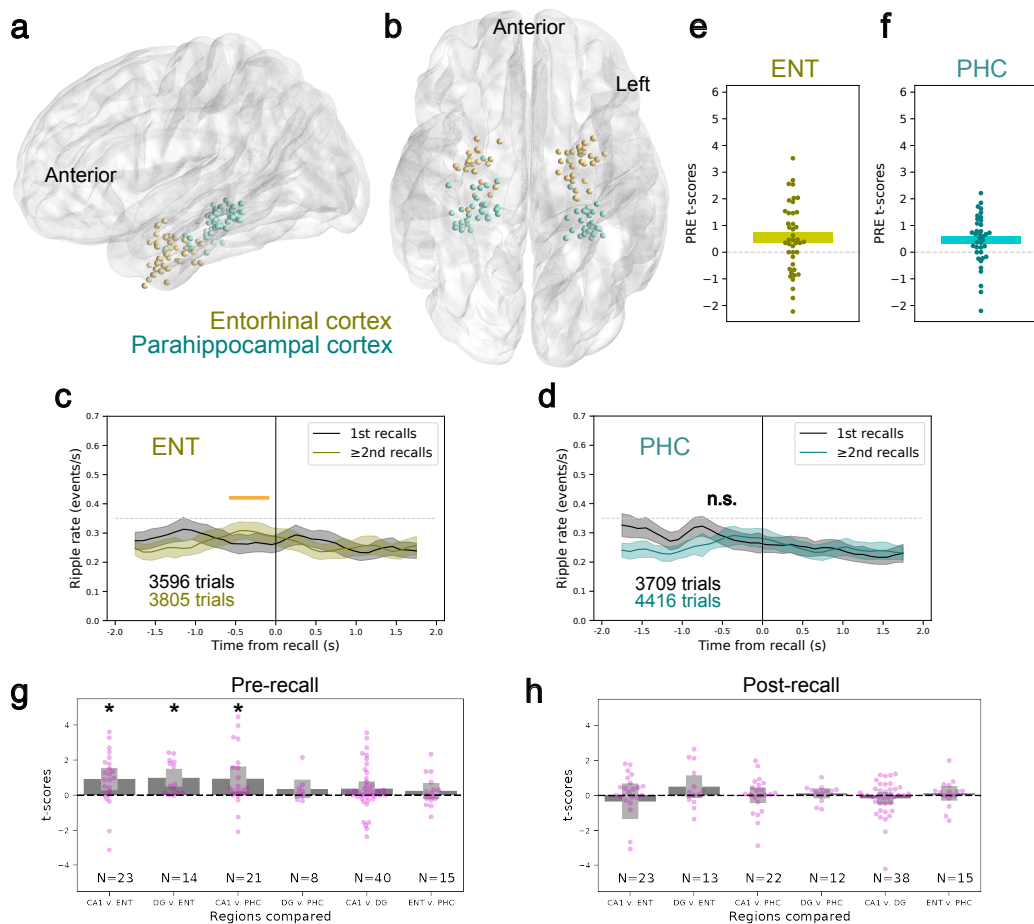 a
Anterior
b
Anterior
Left
Entorhinal cortex
Parahippocampal cortex
e
ENT
PRE t-scores
6
5
4
3
2
1
0
−1
−2
f
PHC
PRE t-scores
6
5
4
3
2
1
0
−1
−2
c
ENT
1st recalls
≥2nd recalls
Ripple rate (events/s)
0.7
0.6
0.5
0.4
0.3
0.2
0.1
0.0
3596 trials
3805 trials
-2.0 -1.5 -1.0 -0.5 0.0 0.5 1.0 1.5 2.0
Time from recall (s)
d
PHC
1st recalls
≥2nd recalls
n.s.
Ripple rate (events/s)
0.7
0.6
0.5
0.4
0.3
0.2
0.1
0.0
3709 trials
4416 trials
-2.0 -1.5 -1.0 -0.5 0.0 0.5 1.0 1.5 2.0
Time from recall (s)
g
Pre-recall
* * *
t-scores
4
2
0
−2
−4
N=23 N=14 N=21 N=8 N=40 N=15
CA1 v. ENT DG v. ENT CA1 v. PHC DG v. PHC CA1 v. DG ENT v. PHC
Regions compared
h
Post-recall
t-scores
4
2
0
−2
−4
N=23 N=13 N=22 N=12 N=38 N=15
CA1 v. ENT DG v. ENT CA1 v. PHC DG v. PHC CA1 v. DG ENT v. PHC
Regions compared